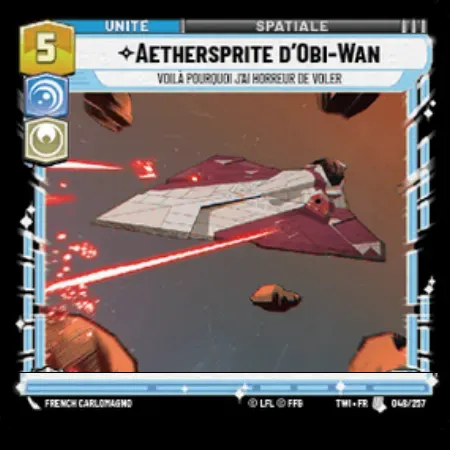 UNITÉ SPATIALE
5
AETHERSPRITE D'OBI-WAN
VOILÀ POURQUOI J'AI HORREUR DE VOLER
FRENCH CARLOMAGNO © LFL © FFG TWI • FR 046/257